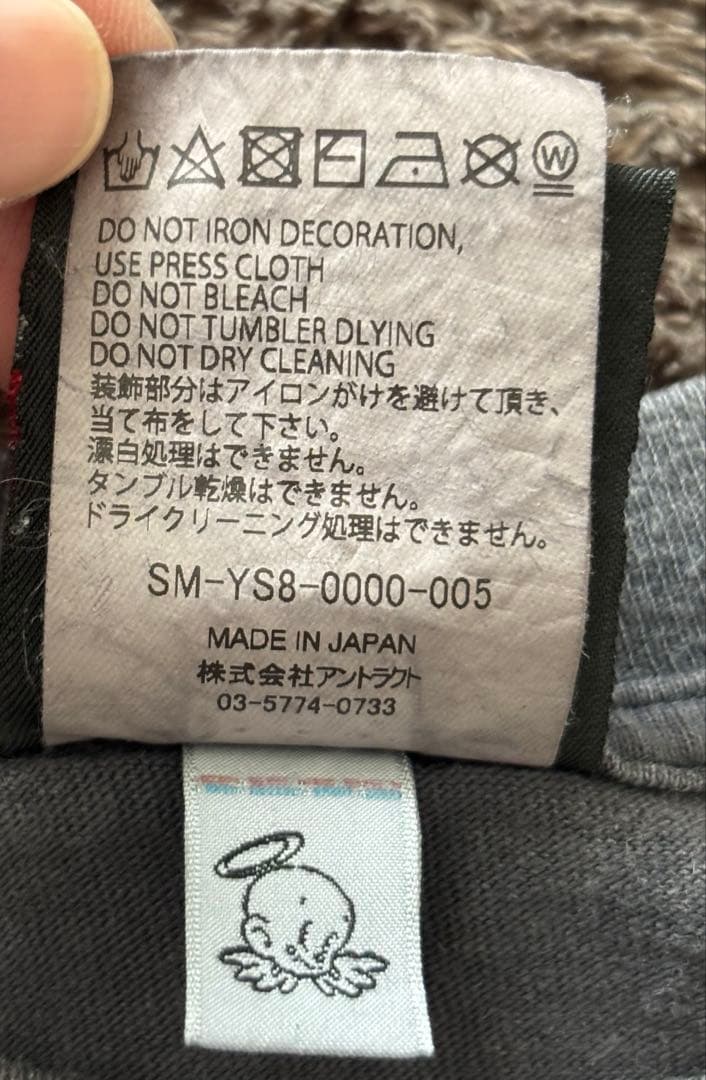 W
DO NOT IRON DECORATION,
USE PRESS CLOTH
DO NOT BLEACH
DO NOT TUMBLER DLYING
DO NOT DRY CLEANING
装飾部分はアイロンがけを避けて頂き、
当て布をして下さい。
漂白処理はできません。
タンブル乾燥はできません。
ドライクリーニング処理はできません。
SM-YS8-0000-005
MADE IN JAPAN
株式会社アントラクト
03-5774-0733